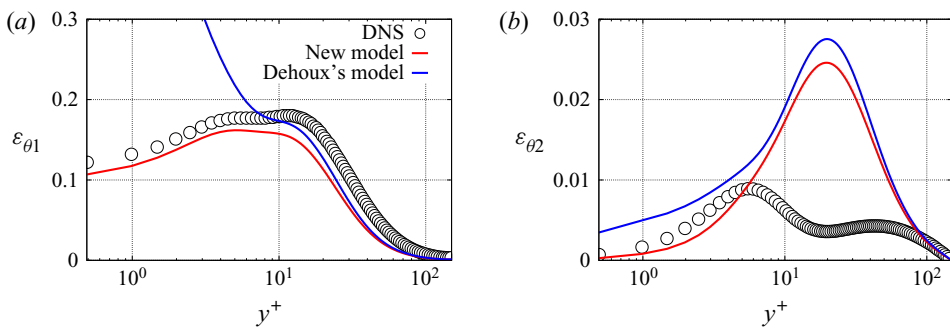 (a)
0.3
0.2
0.1
0
εθ1
DNS
New model
Dehoux's model
10⁰
10¹
10²
y⁺
(b)
0.03
0.02
0.01
0
εθ2
10⁰
10¹
10²
y⁺